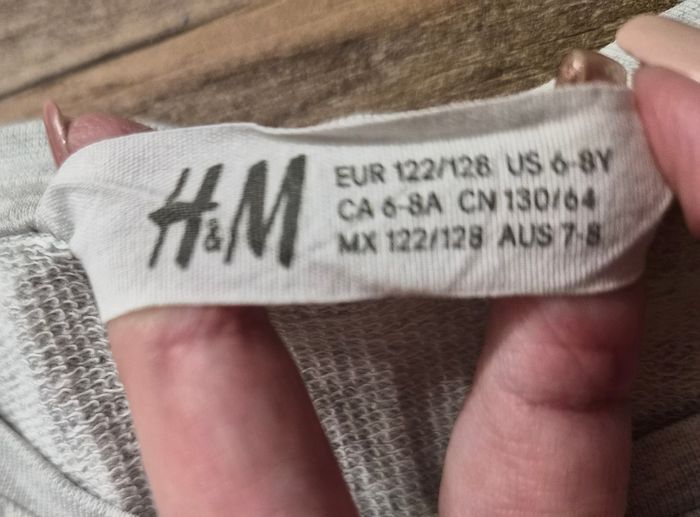 H&M
EUR 122/128 US 6-8Y
CA 6-8A CN 130/64
MX 122/128 AUS 7-8